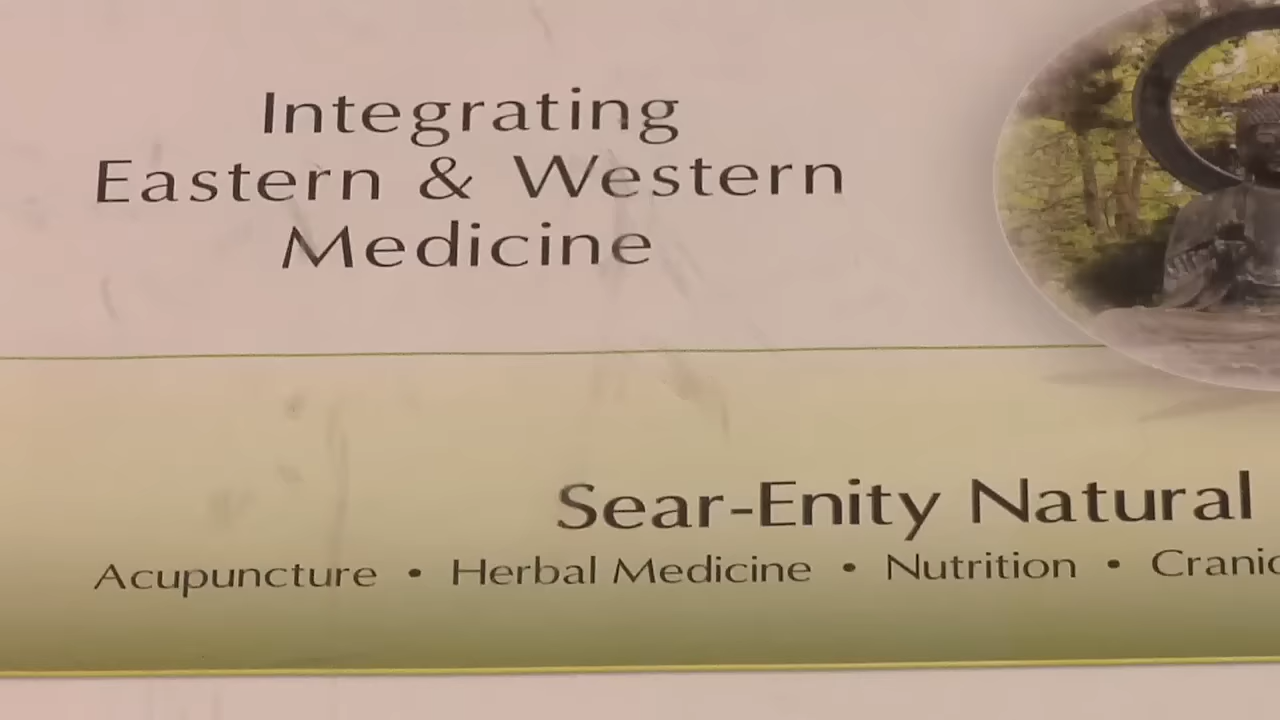 Integrating
Eastern & Western
Medicine
Sear-Enity Natural
Acupuncture • Herbal Medicine • Nutrition •